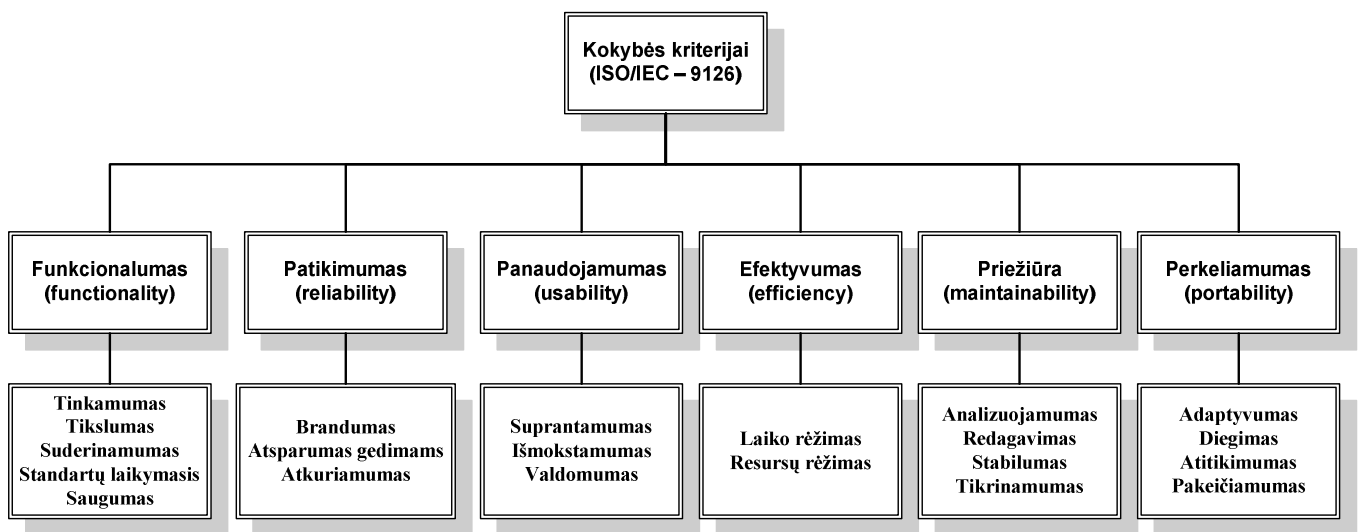 Kokybės kriterijai
(ISO/IEC – 9126)
Funkcionalumas
(functionality)
Patikimumas
(reliability)
Panaudojamumas
(usability)
Efektyvumas
(efficiency)
Priežiūra
(maintainability)
Perkeliamumas
(portability)
Tinkamumas
Tikslumas
Suderinamumas
Standartų laikymasis
Saugumas
Brandumas
Atsparumas gedimams
Atkuriamumas
Suprantamumas
Išmokstamumas
Valdomumas
Laiko rėžimas
Resursų rėžimas
Analizuojamumas
Redagavimas
Stabilumas
Tikrinamumas
Adaptyvumas
Diegimas
Atitikimumas
Pakeičiamumas